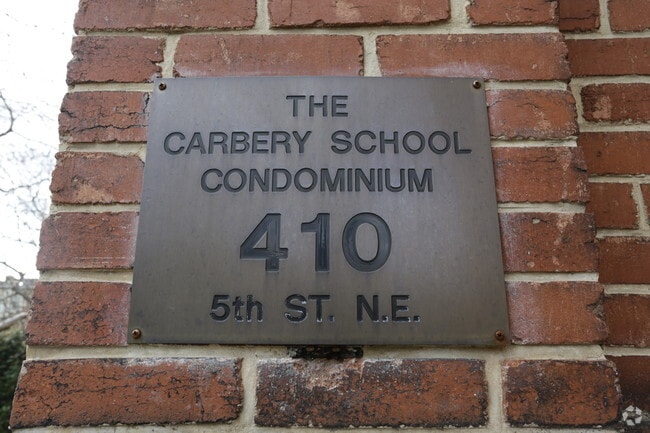 THE
CARBERY SCHOOL
CONDOMINIUM
410
5th ST. N.E.